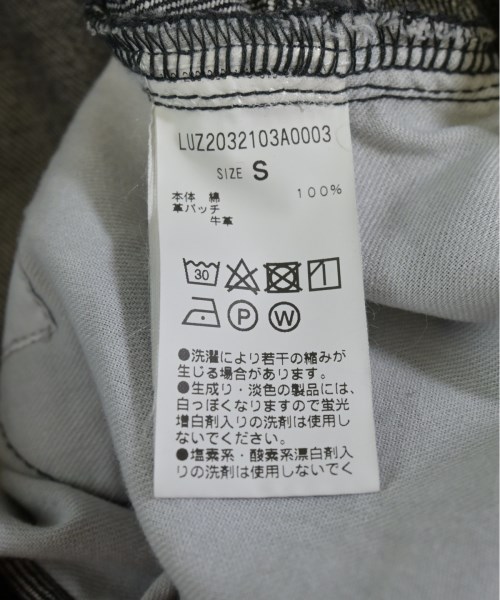 LUZ2032103A0003
SIZE S
本体 綿 100%
革パッチ
牛革
30
P W
●洗濯により若干の縮みが
生じる場合があります。
●生成り・淡色の製品には、
白っぽくなりますので蛍光
増白剤入りの洗剤は使用し
ないでください。
●塩素系・酸素系漂白剤入
りの洗剤は使用しないでく